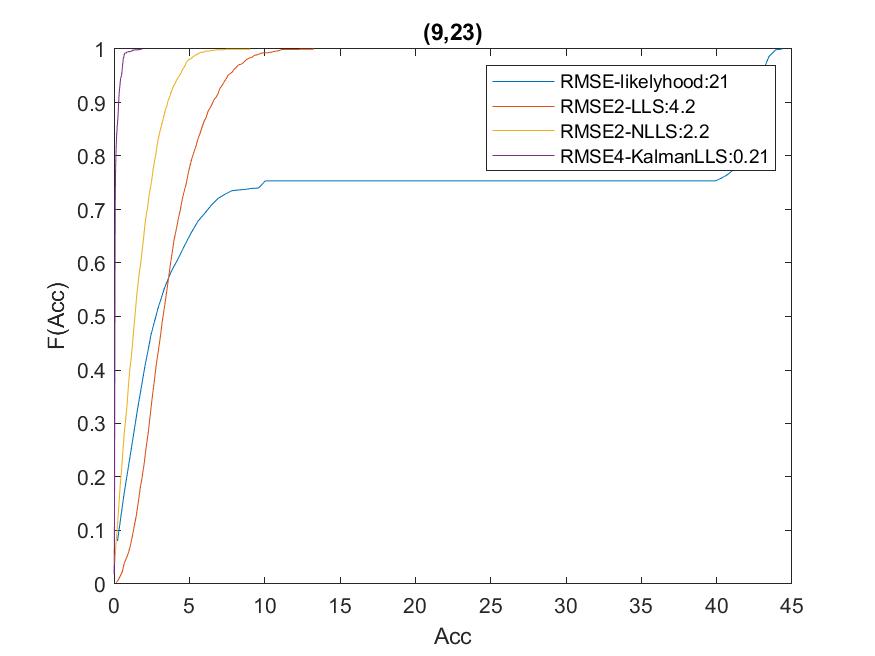 (9,23)
1
0.9
0.8
0.7
0.6
0.5
0.4
0.3
0.2
0.1
0
F(Acc)
RMSE-likelyhood:21
RMSE2-LLS:4.2
RMSE2-NLLS:2.2
RMSE4-KalmanLLS:0.21
0 5 10 15 20 25 30 35 40 45
Acc